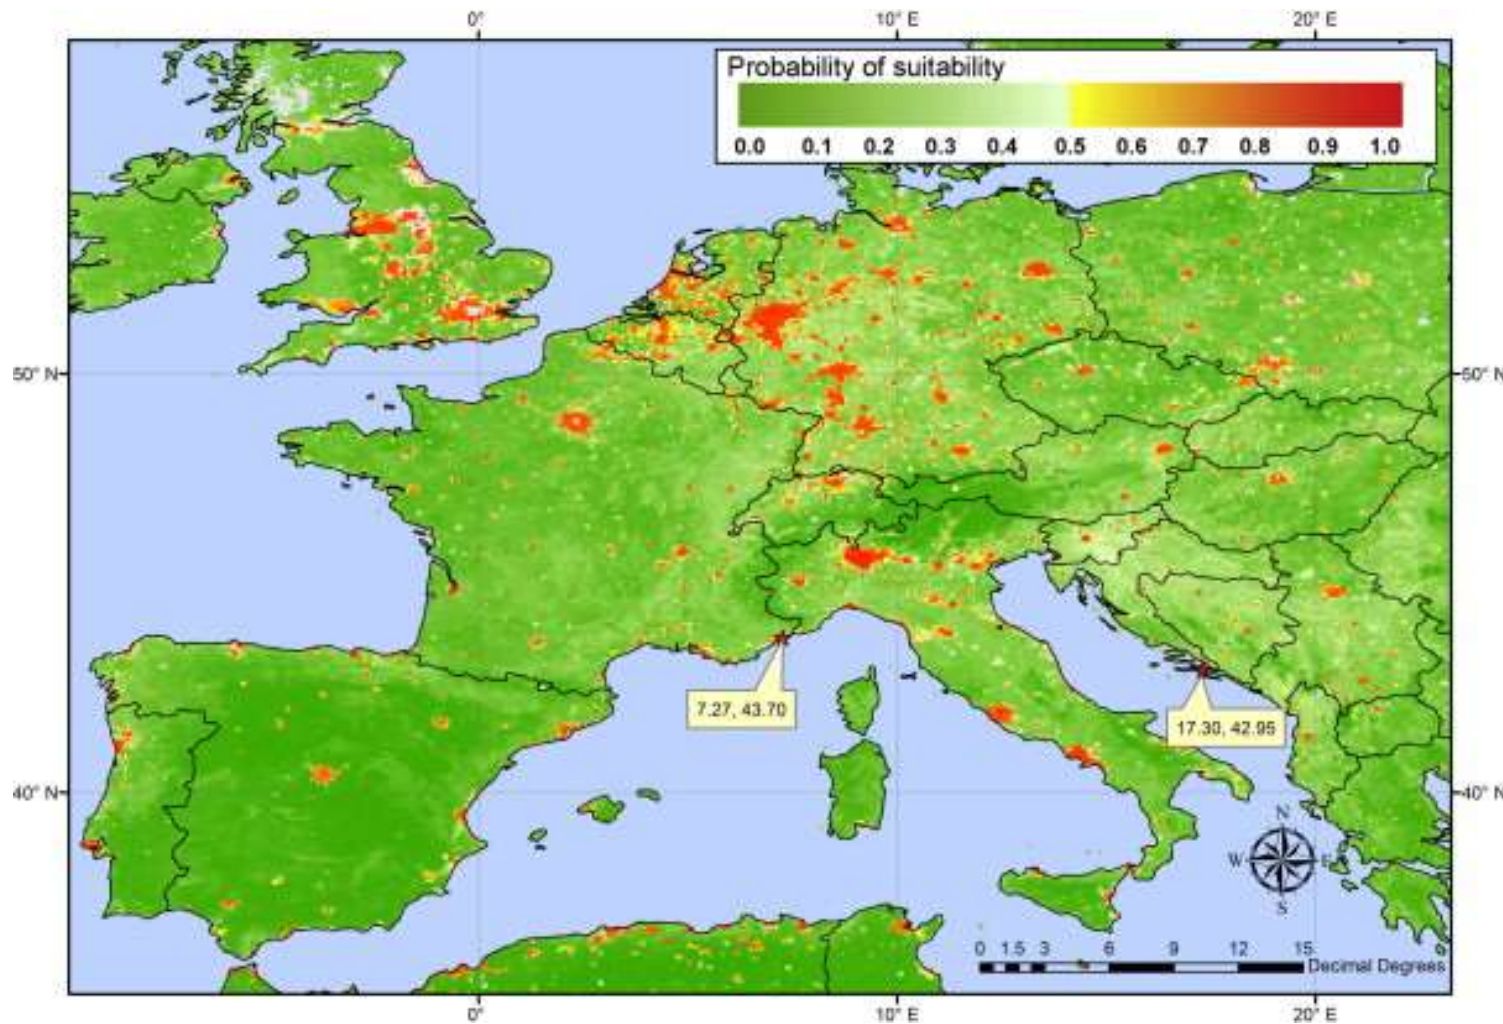 0° 10° E 20° E
Probability of suitability
0.0 0.1 0.2 0.3 0.4 0.5 0.6 0.7 0.8 0.9 1.0
50° N 50° N
7.27, 43.70
17.30, 42.95
40° N 40° N
N
W E
S
0 1.5 3 6 9 12 15
Decimal Degrees
0° 10° E 20° E